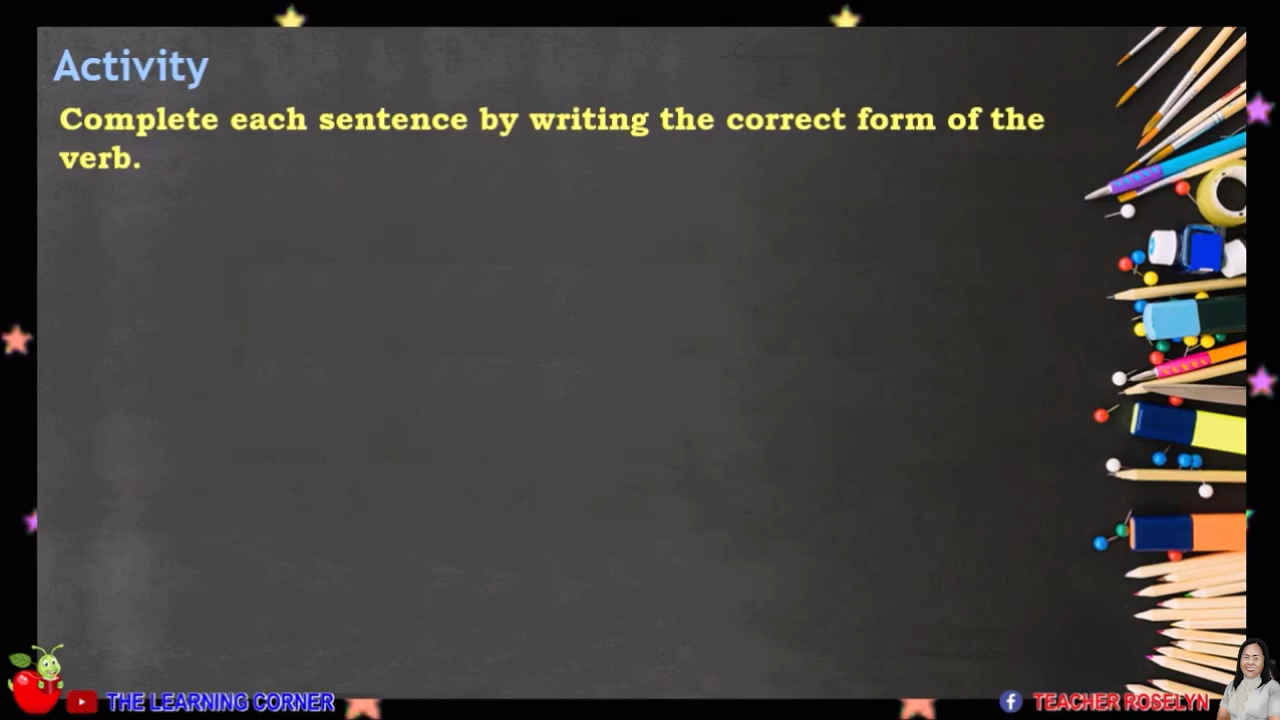 Activity
Complete each sentence by writing the correct form of the
verb.
THE LEARNING CORNER
TEACHER ROSELYN